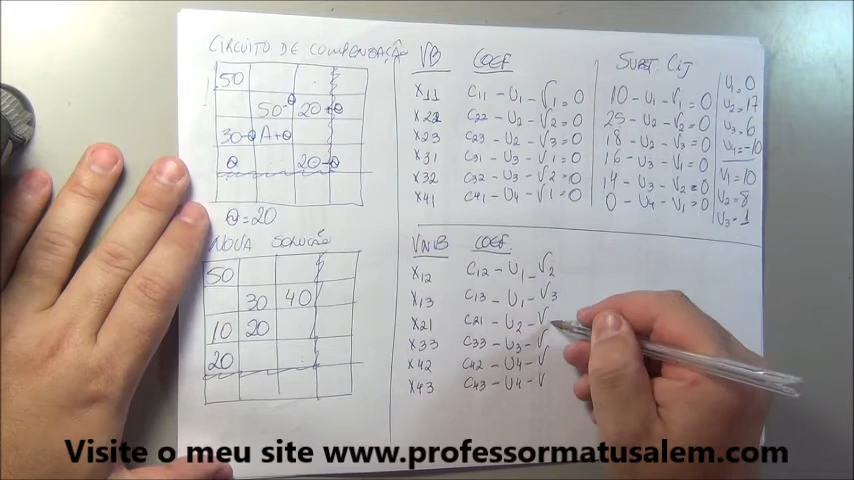 CIRCUITO DE COMPENSAÇÃO
50
50-θ 20+θ
30-θ A+θ
θ 20-θ
θ=20
NOVA SOLUÇÃO
50
30 40
10 20
20
VB COEF
X11 C11 - U1 - V1 = 0
X22 C22 - U2 - V2 = 0
X23 C23 - U2 - V3 = 0
X31 C31 - U3 - V1 = 0
X32 C32 - U3 - V2 = 0
X41 C41 - U4 - V1 = 0
SUBST. CiJ
10 - U1 - V1 = 0
25 - U2 - V2 = 0
18 - U2 - V3 = 0
16 - U3 - V1 = 0
14 - U3 - V2 = 0
0 - U4 - V1 = 0
U1 = 0
U2 = 17
U3 = 6
U4 = -10
V1 = 10
V2 = 8
V3 = 1
VNB COEF.
X12 C12 - U1 - V2
X13 C13 - U1 - V3
X21 C21 - U2 - V
X33 C33 - U3 - V
X42 C42 - U4 - V
X43 C43 - U4 - V
Visite o meu site www.professormatusalem.com